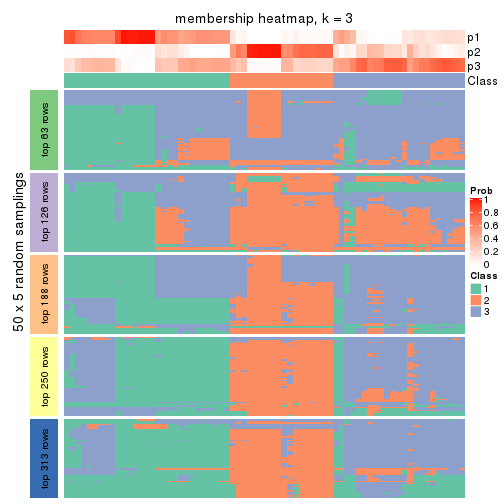 membership heatmap, k = 3
p1
p2
p3
Class
50 x 5 random samplings
top 63 rows
top 126 rows
top 188 rows
top 250 rows
top 313 rows
Prob
1
0.8
0.6
0.4
0.2
0
Class
1
2
3